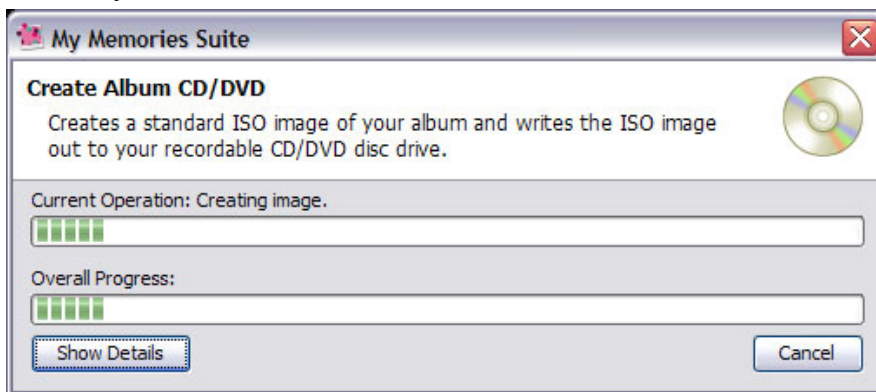 My Memories Suite
Create Album CD/DVD
Creates a standard ISO image of your album and writes the ISO image
out to your recordable CD/DVD disc drive.
Current Operation: Creating image.
Overall Progress:
Show Details
Cancel